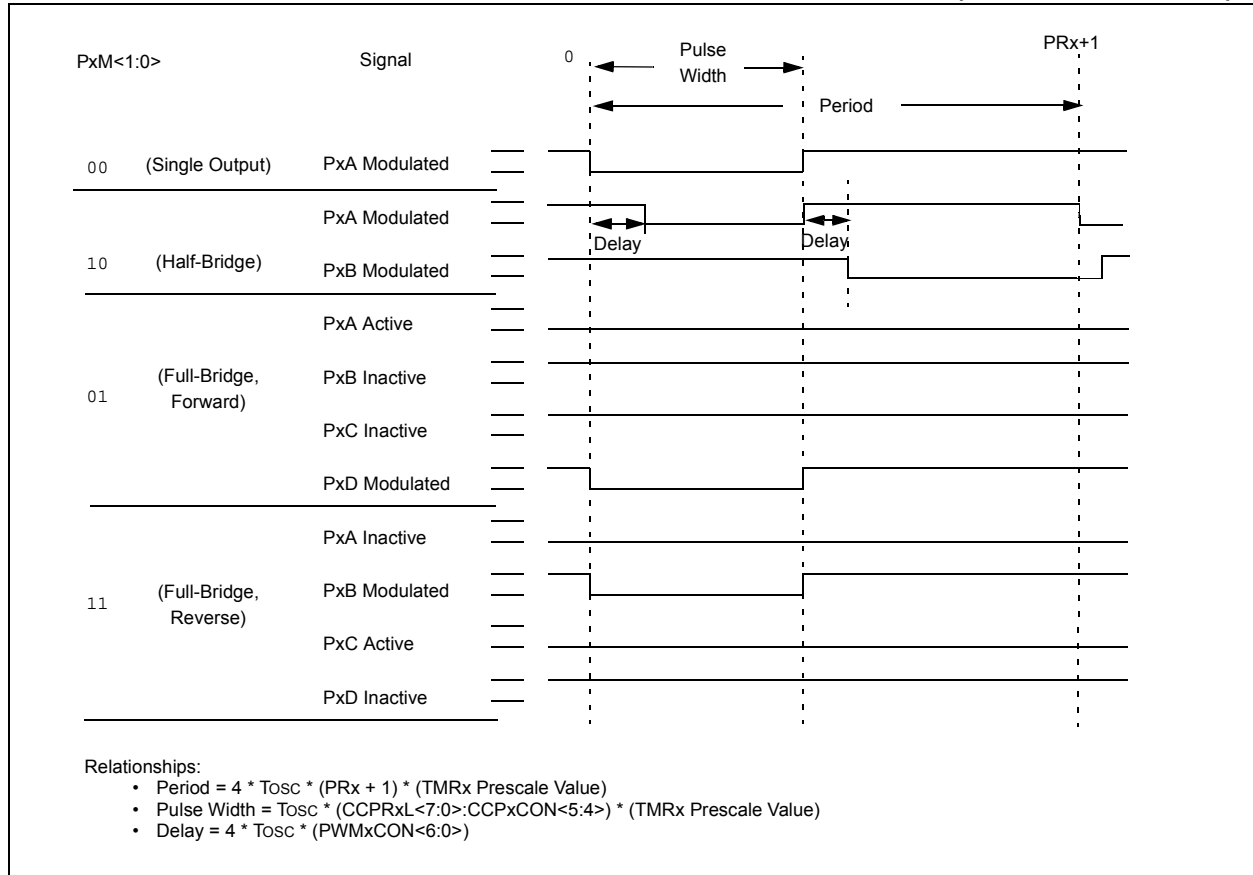 PxM<1:0>
Signal
0
Pulse
Width
PRx+1
Period
00
(Single Output)
PxA Modulated
PxA Modulated
Delay
Delay
10
(Half-Bridge)
PxB Modulated
PxA Active
(Full-Bridge,
Forward)
PxB Inactive
01
PxC Inactive
PxD Modulated
PxA Inactive
(Full-Bridge,
Reverse)
PxB Modulated
11
PxC Active
PxD Inactive
Relationships:
• Period = 4 * TOSC * (PRx + 1) * (TMRx Prescale Value)
• Pulse Width = TOSC * (CCPRxL<7:0>:CCPxCON<5:4>) * (TMRx Prescale Value)
• Delay = 4 * TOSC * (PWMxCON<6:0>)